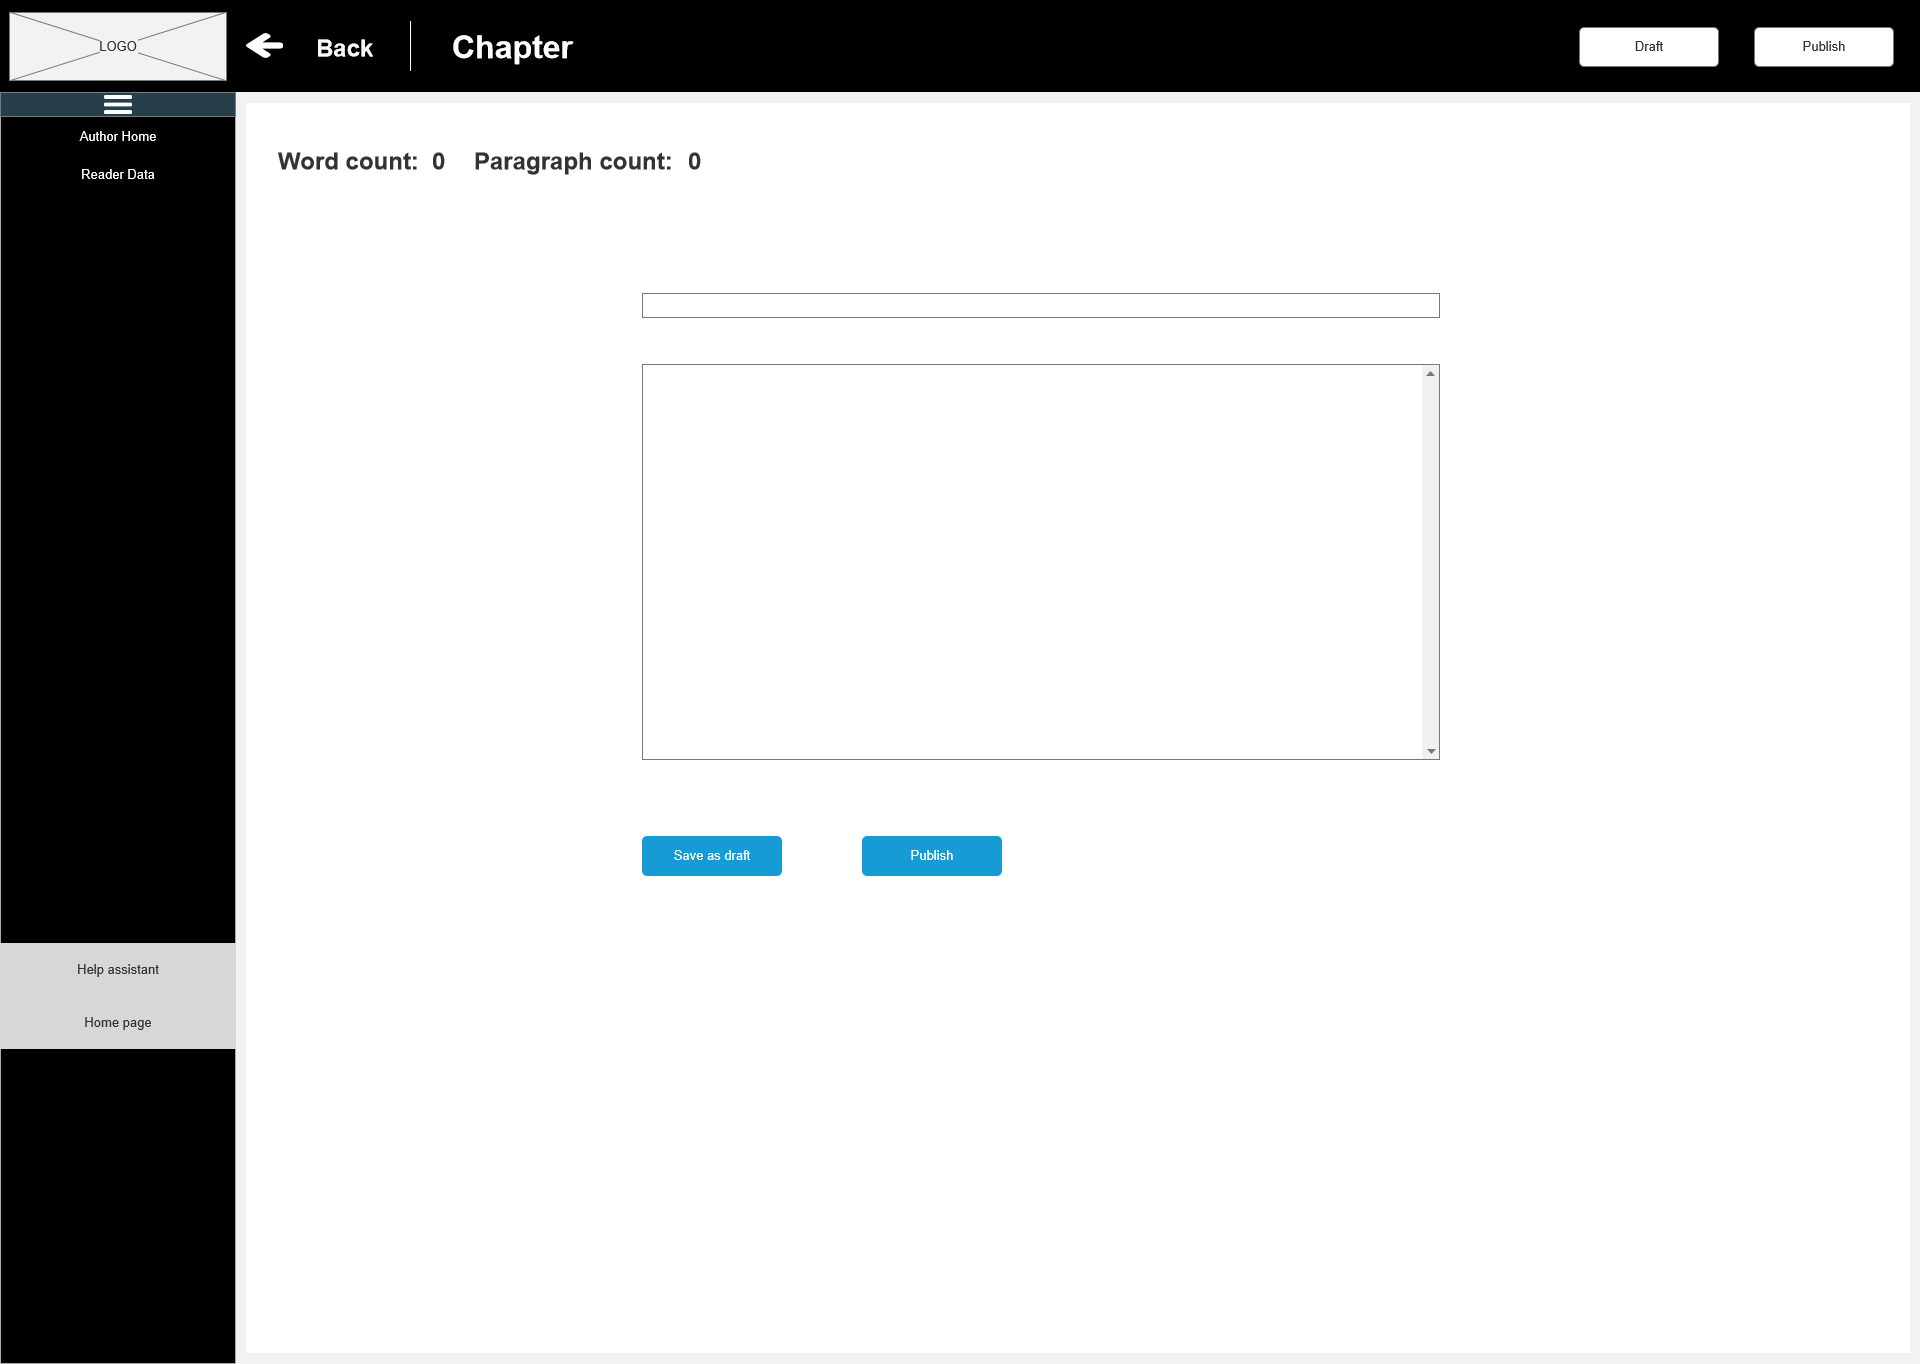 LOGO
Back
Chapter
Draft
Publish
Author Home
Reader Data
Word count: 0 Paragraph count: 0
Save as draft
Publish
Help assistant
Home page